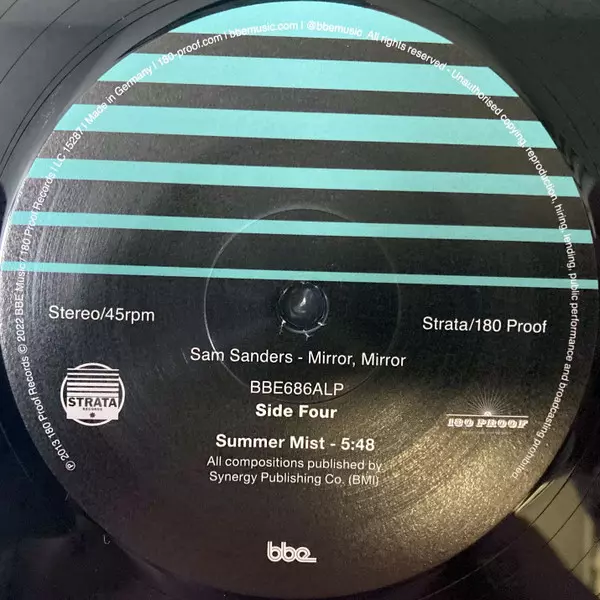 ℗ 2013 180 Proof Records © 2022 BBE Music / 180 Proof Records | LC 15287 | Made in Germany | 180-proof.com | bbemusic.com | @bbemusic All rights reserved - Unauthorised copying, reproduction, hiring, lending, public performance and broadcasting prohibited
Stereo/45rpm
Strata/180 Proof
Sam Sanders - Mirror, Mirror
BBE686ALP
Side Four
STRATA
RECORDS
180 PROOF
Summer Mist - 5:48
All compositions published by
Synergy Publishing Co. (BMI)
bbe